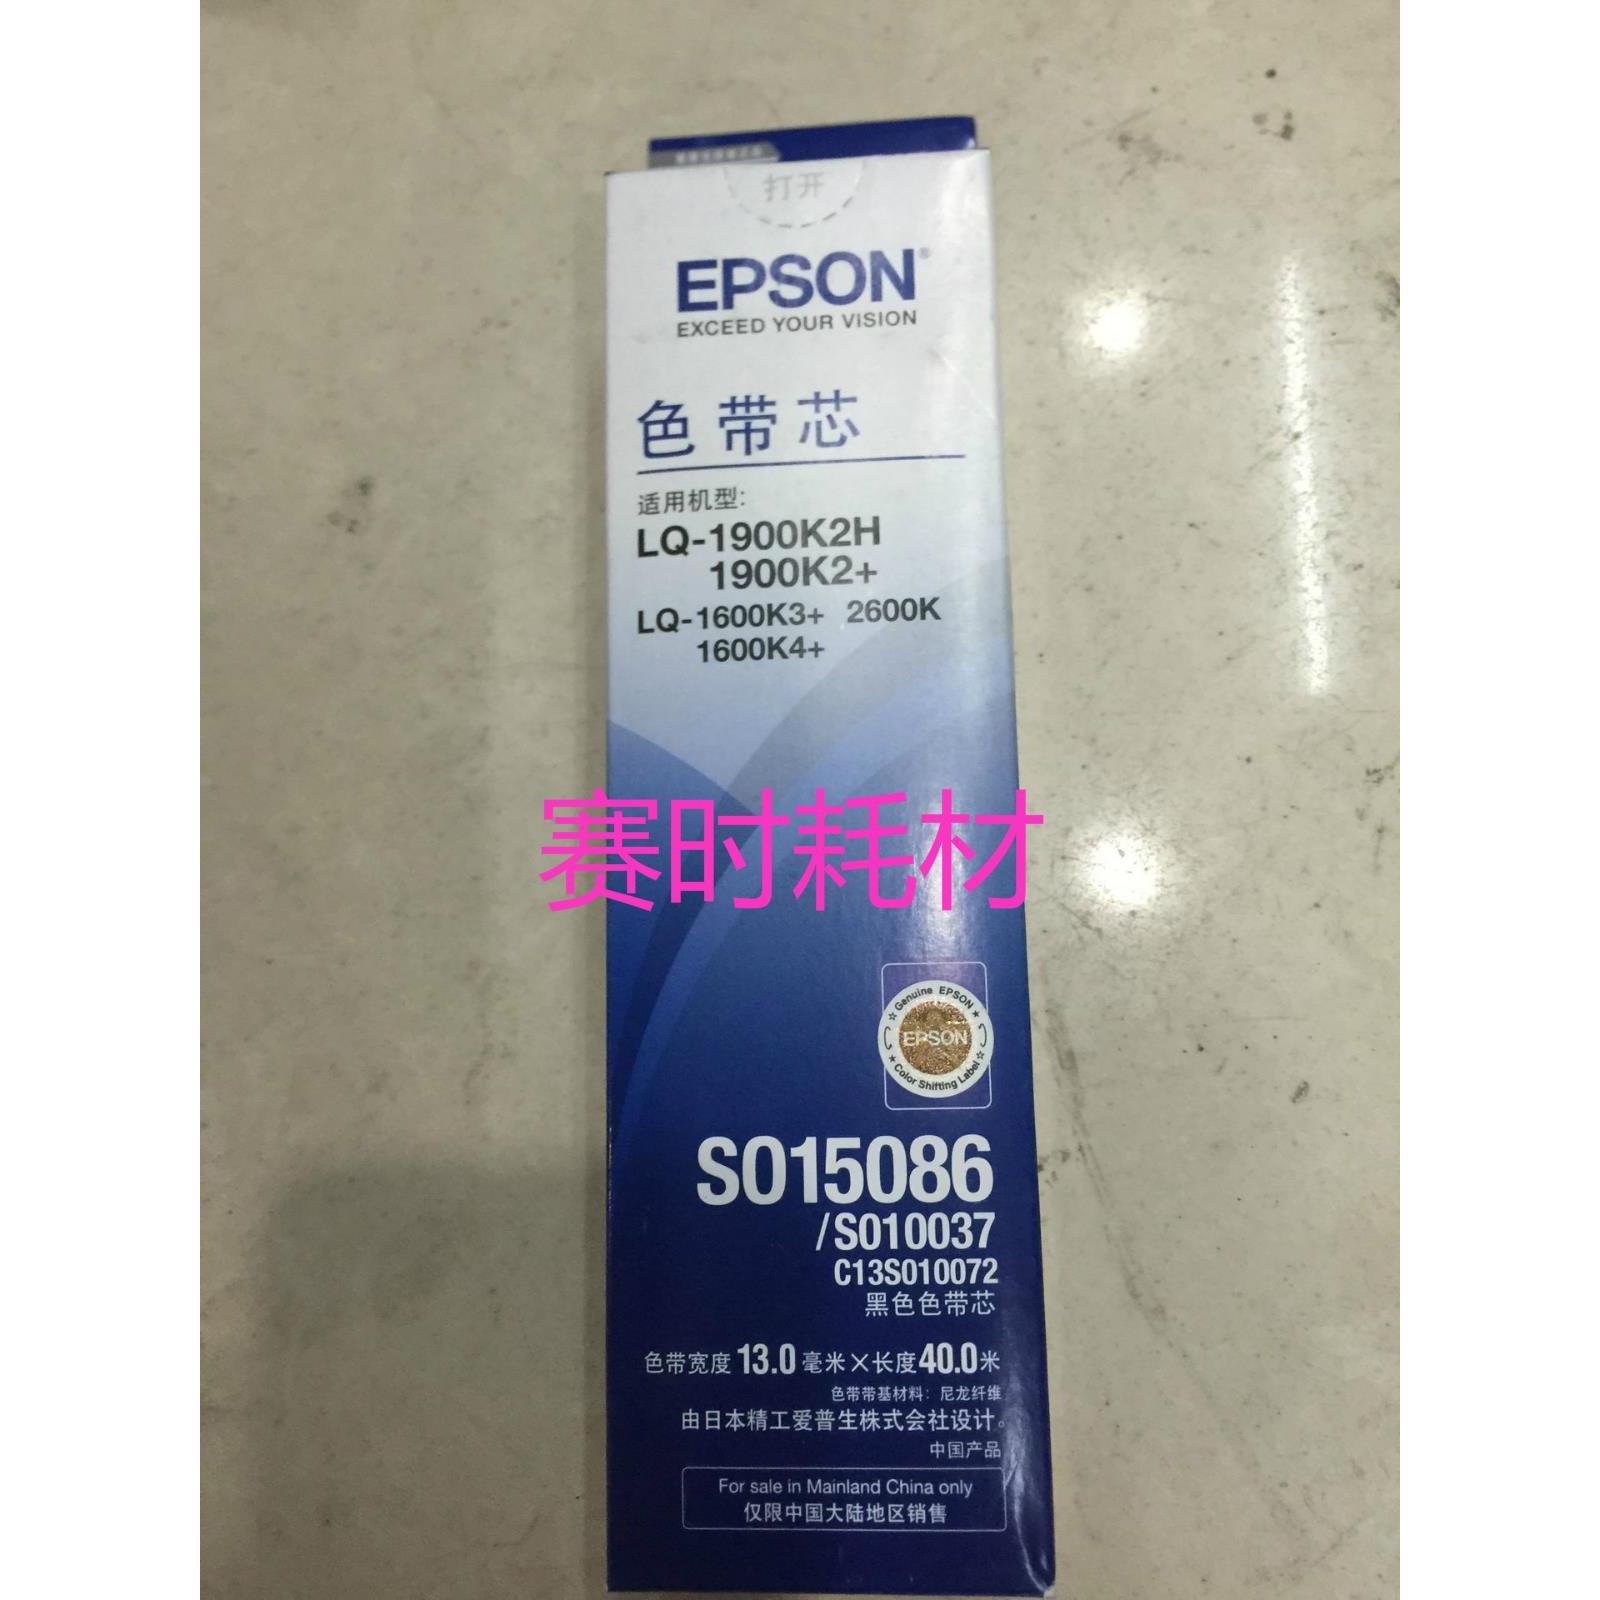 打开
EPSON®
EXCEED YOUR VISION
色带芯
适用机型:
LQ-1900K2H
1900K2+
LQ-1600K3+ 2600K
1600K4+
赛时耗材
Genuine EPSON
EPSON
Color Shifting Label
S015086
/S010037
C13S010072
黑色色带芯
色带宽度13.0毫米×长度40.0米
色带带基材料：尼龙纤维
由日本精工爱普生株式会社设计。
中国产品
For sale in Mainland China only
仅限中国大陆地区销售